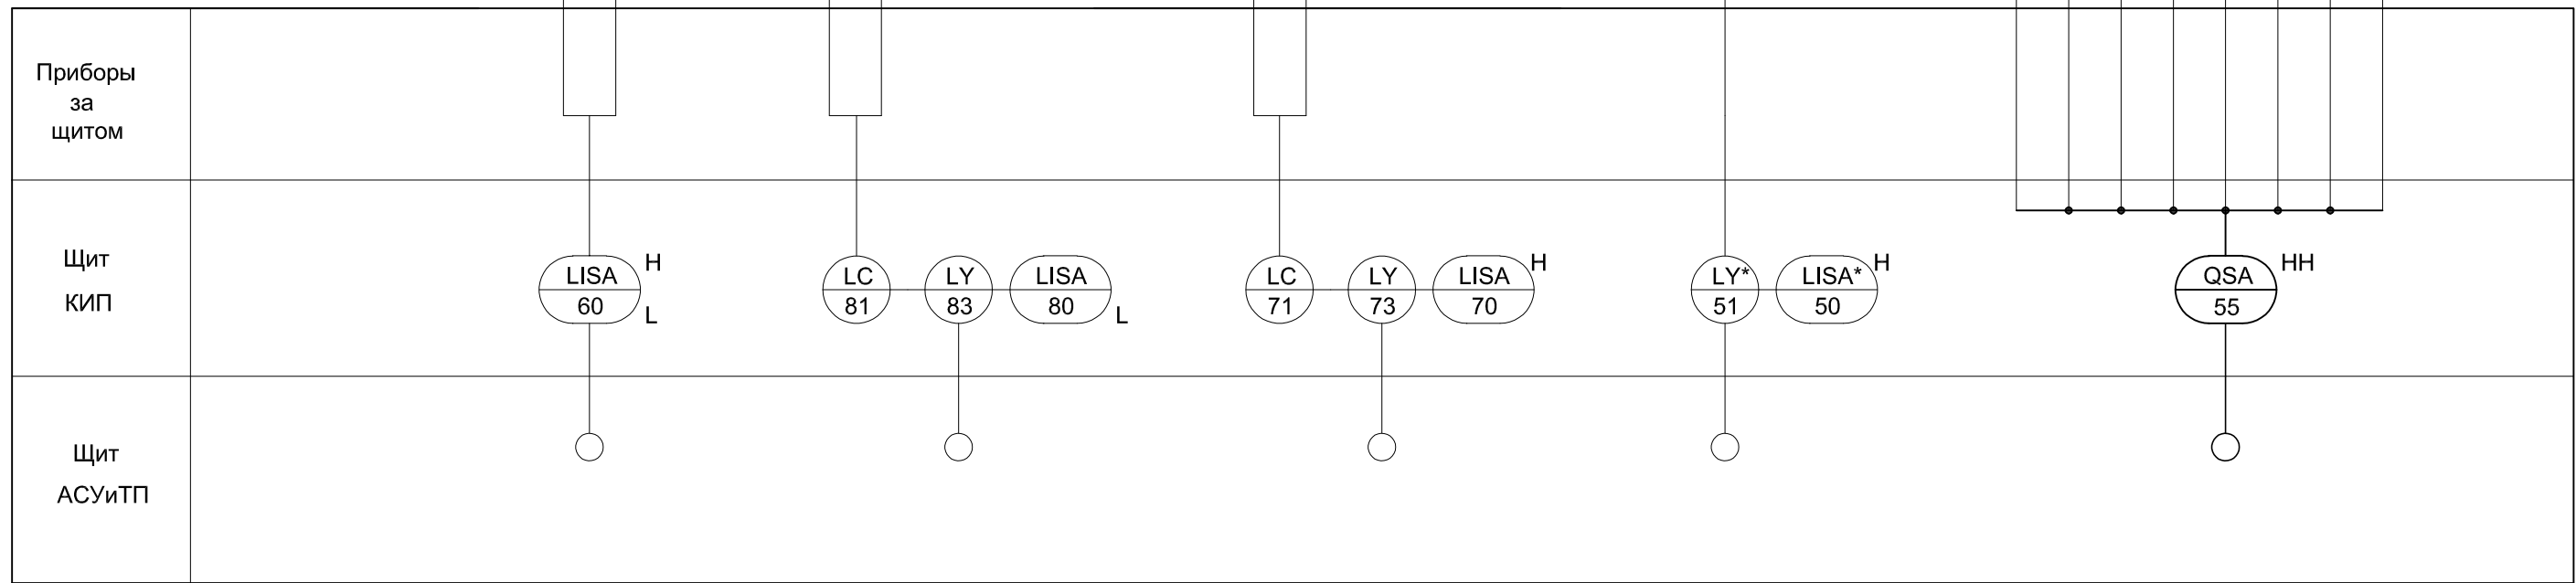 Приборы
за
щитом
Щит
КИП
LISA
60
H
L
LC
81
LY
83
LISA
80
L
LC
71
LY
73
LISA
70
H
LY*
51
LISA*
50
H
QSA
55
HH
Щит
АСУиТП